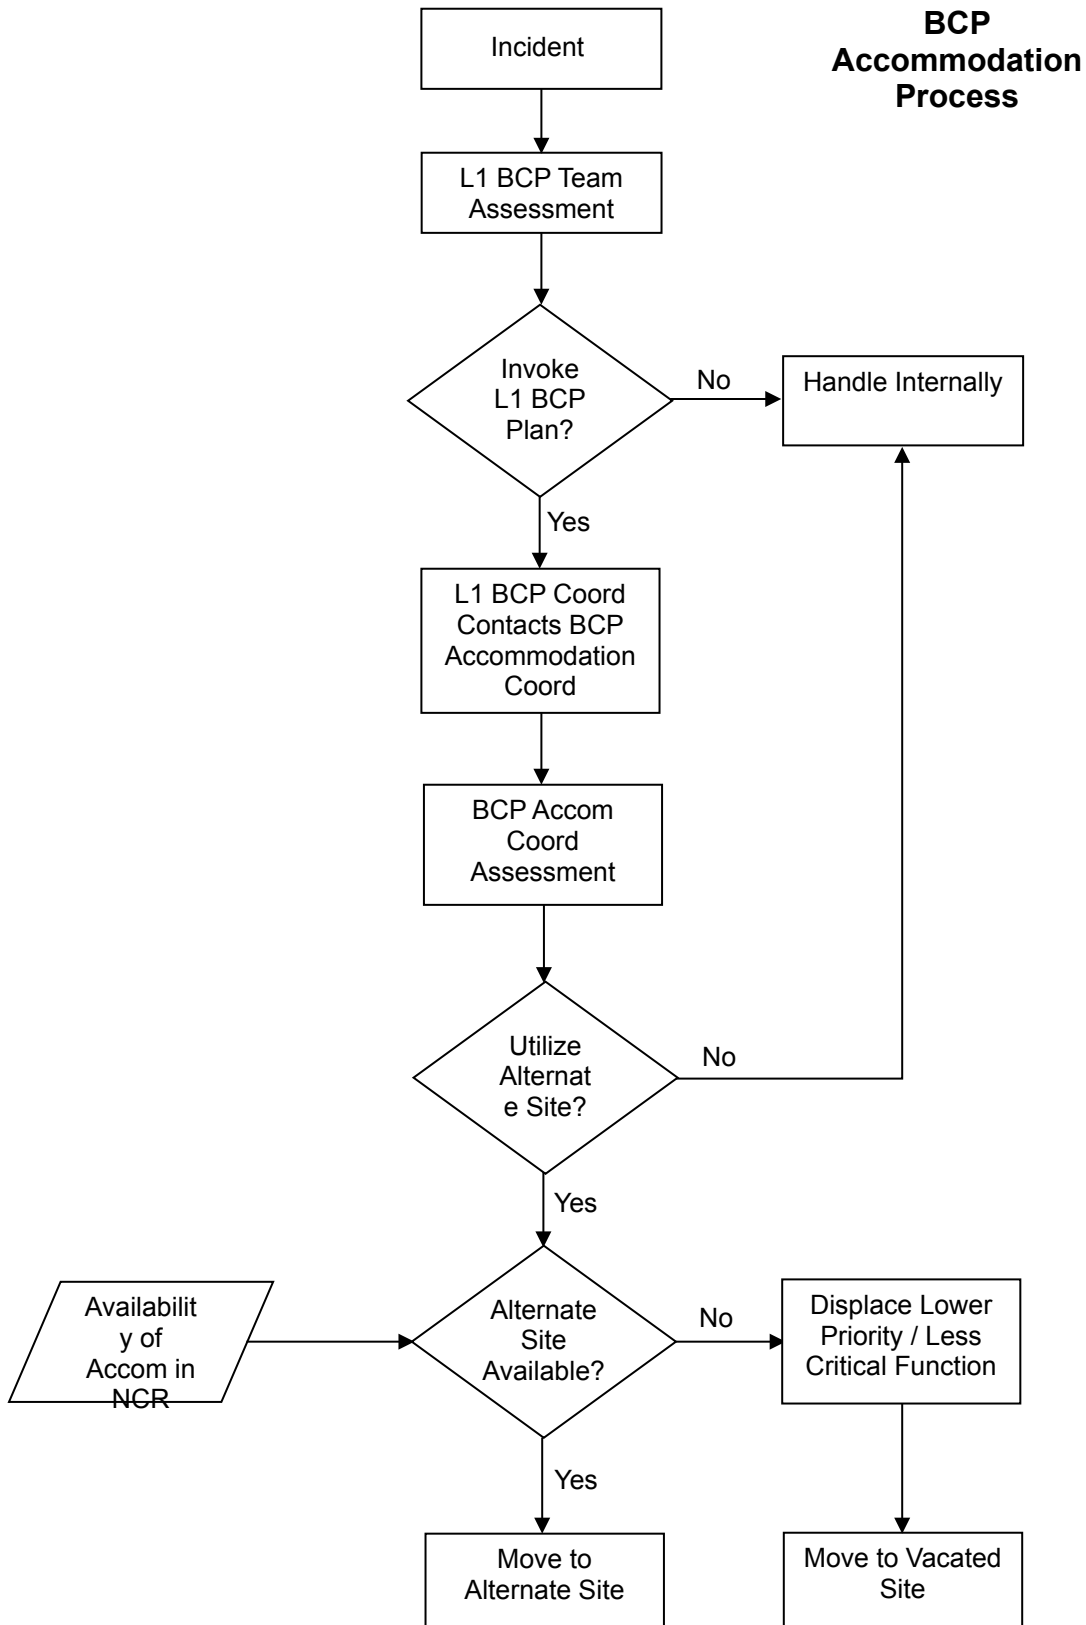 BCP
Accommodation
Process
Incident
L1 BCP Team
Assessment
Invoke
L1 BCP
Plan?
No
Handle Internally
Yes
L1 BCP Coord
Contacts BCP
Accommodation
Coord
BCP Accom
Coord
Assessment
Utilize
Alternat
e Site?
No
Yes
Availabilit
y of
Accom in
NCR
Alternate
Site
Available?
No
Displace Lower
Priority / Less
Critical Function
Yes
Move to
Alternate Site
Move to Vacated
Site